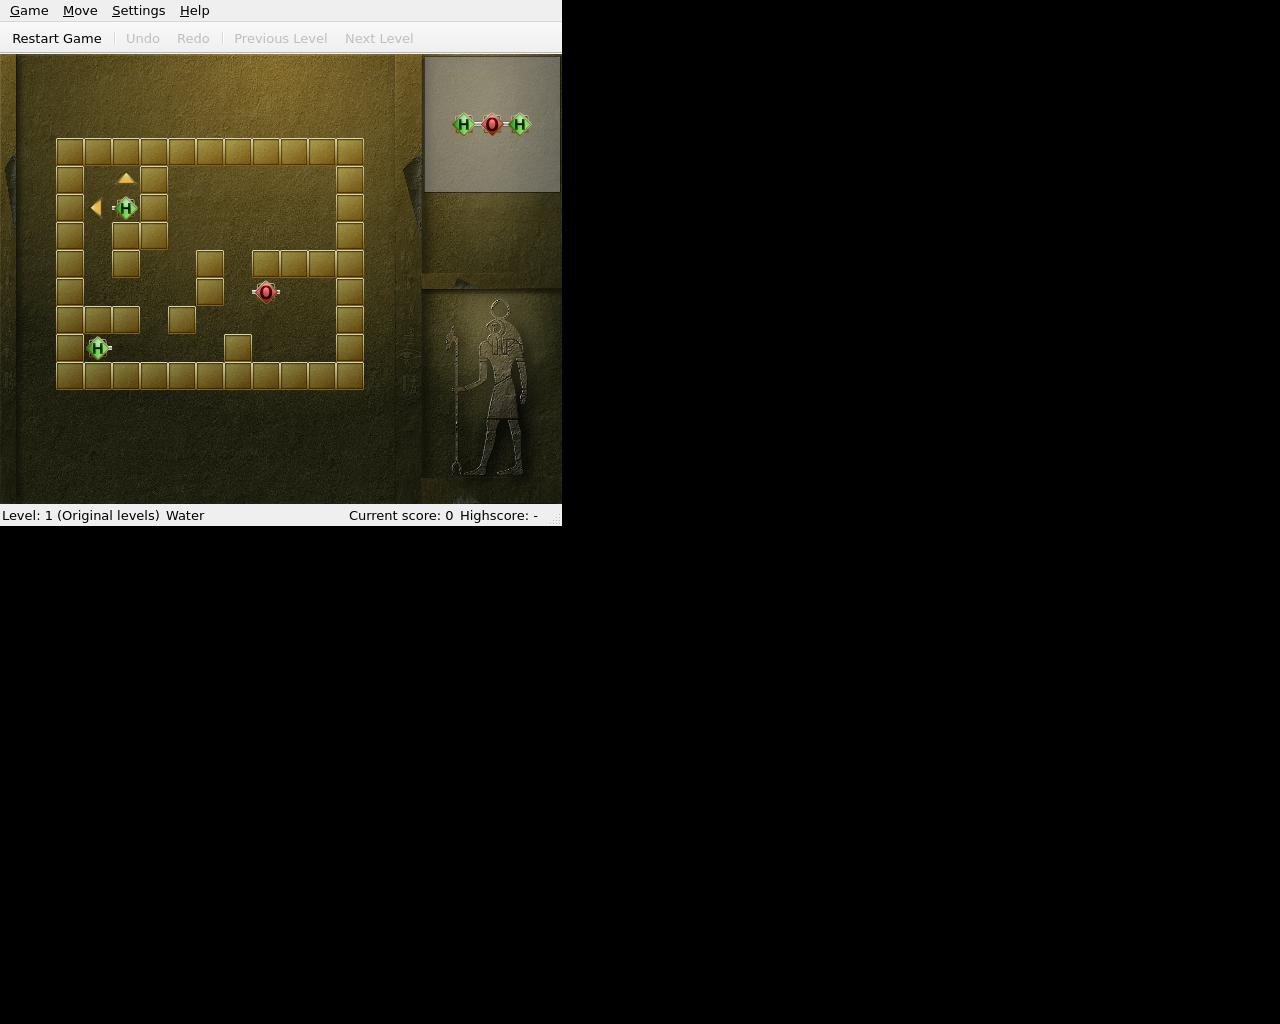 Game Move Settings Help
Restart Game Undo Redo Previous Level Next Level
H O H
H
O
H
Level: 1 (Original levels) Water Current score: 0 Highscore: -